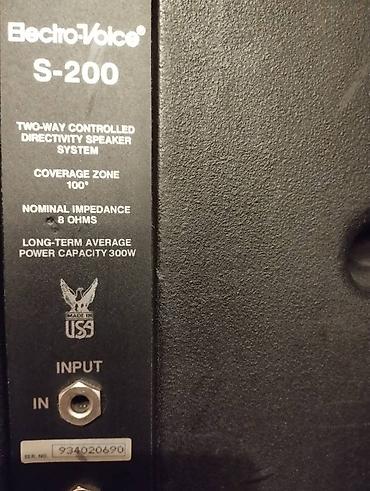 Electro-Voice®
S-200
TWO-WAY CONTROLLED
DIRECTIVITY SPEAKER
SYSTEM
COVERAGE ZONE
100°
NOMINAL IMPEDANCE
8 OHMS
LONG-TERM AVERAGE
POWER CAPACITY 300W
MADE IN
USA
INPUT
IN
SER. NO. 934020690